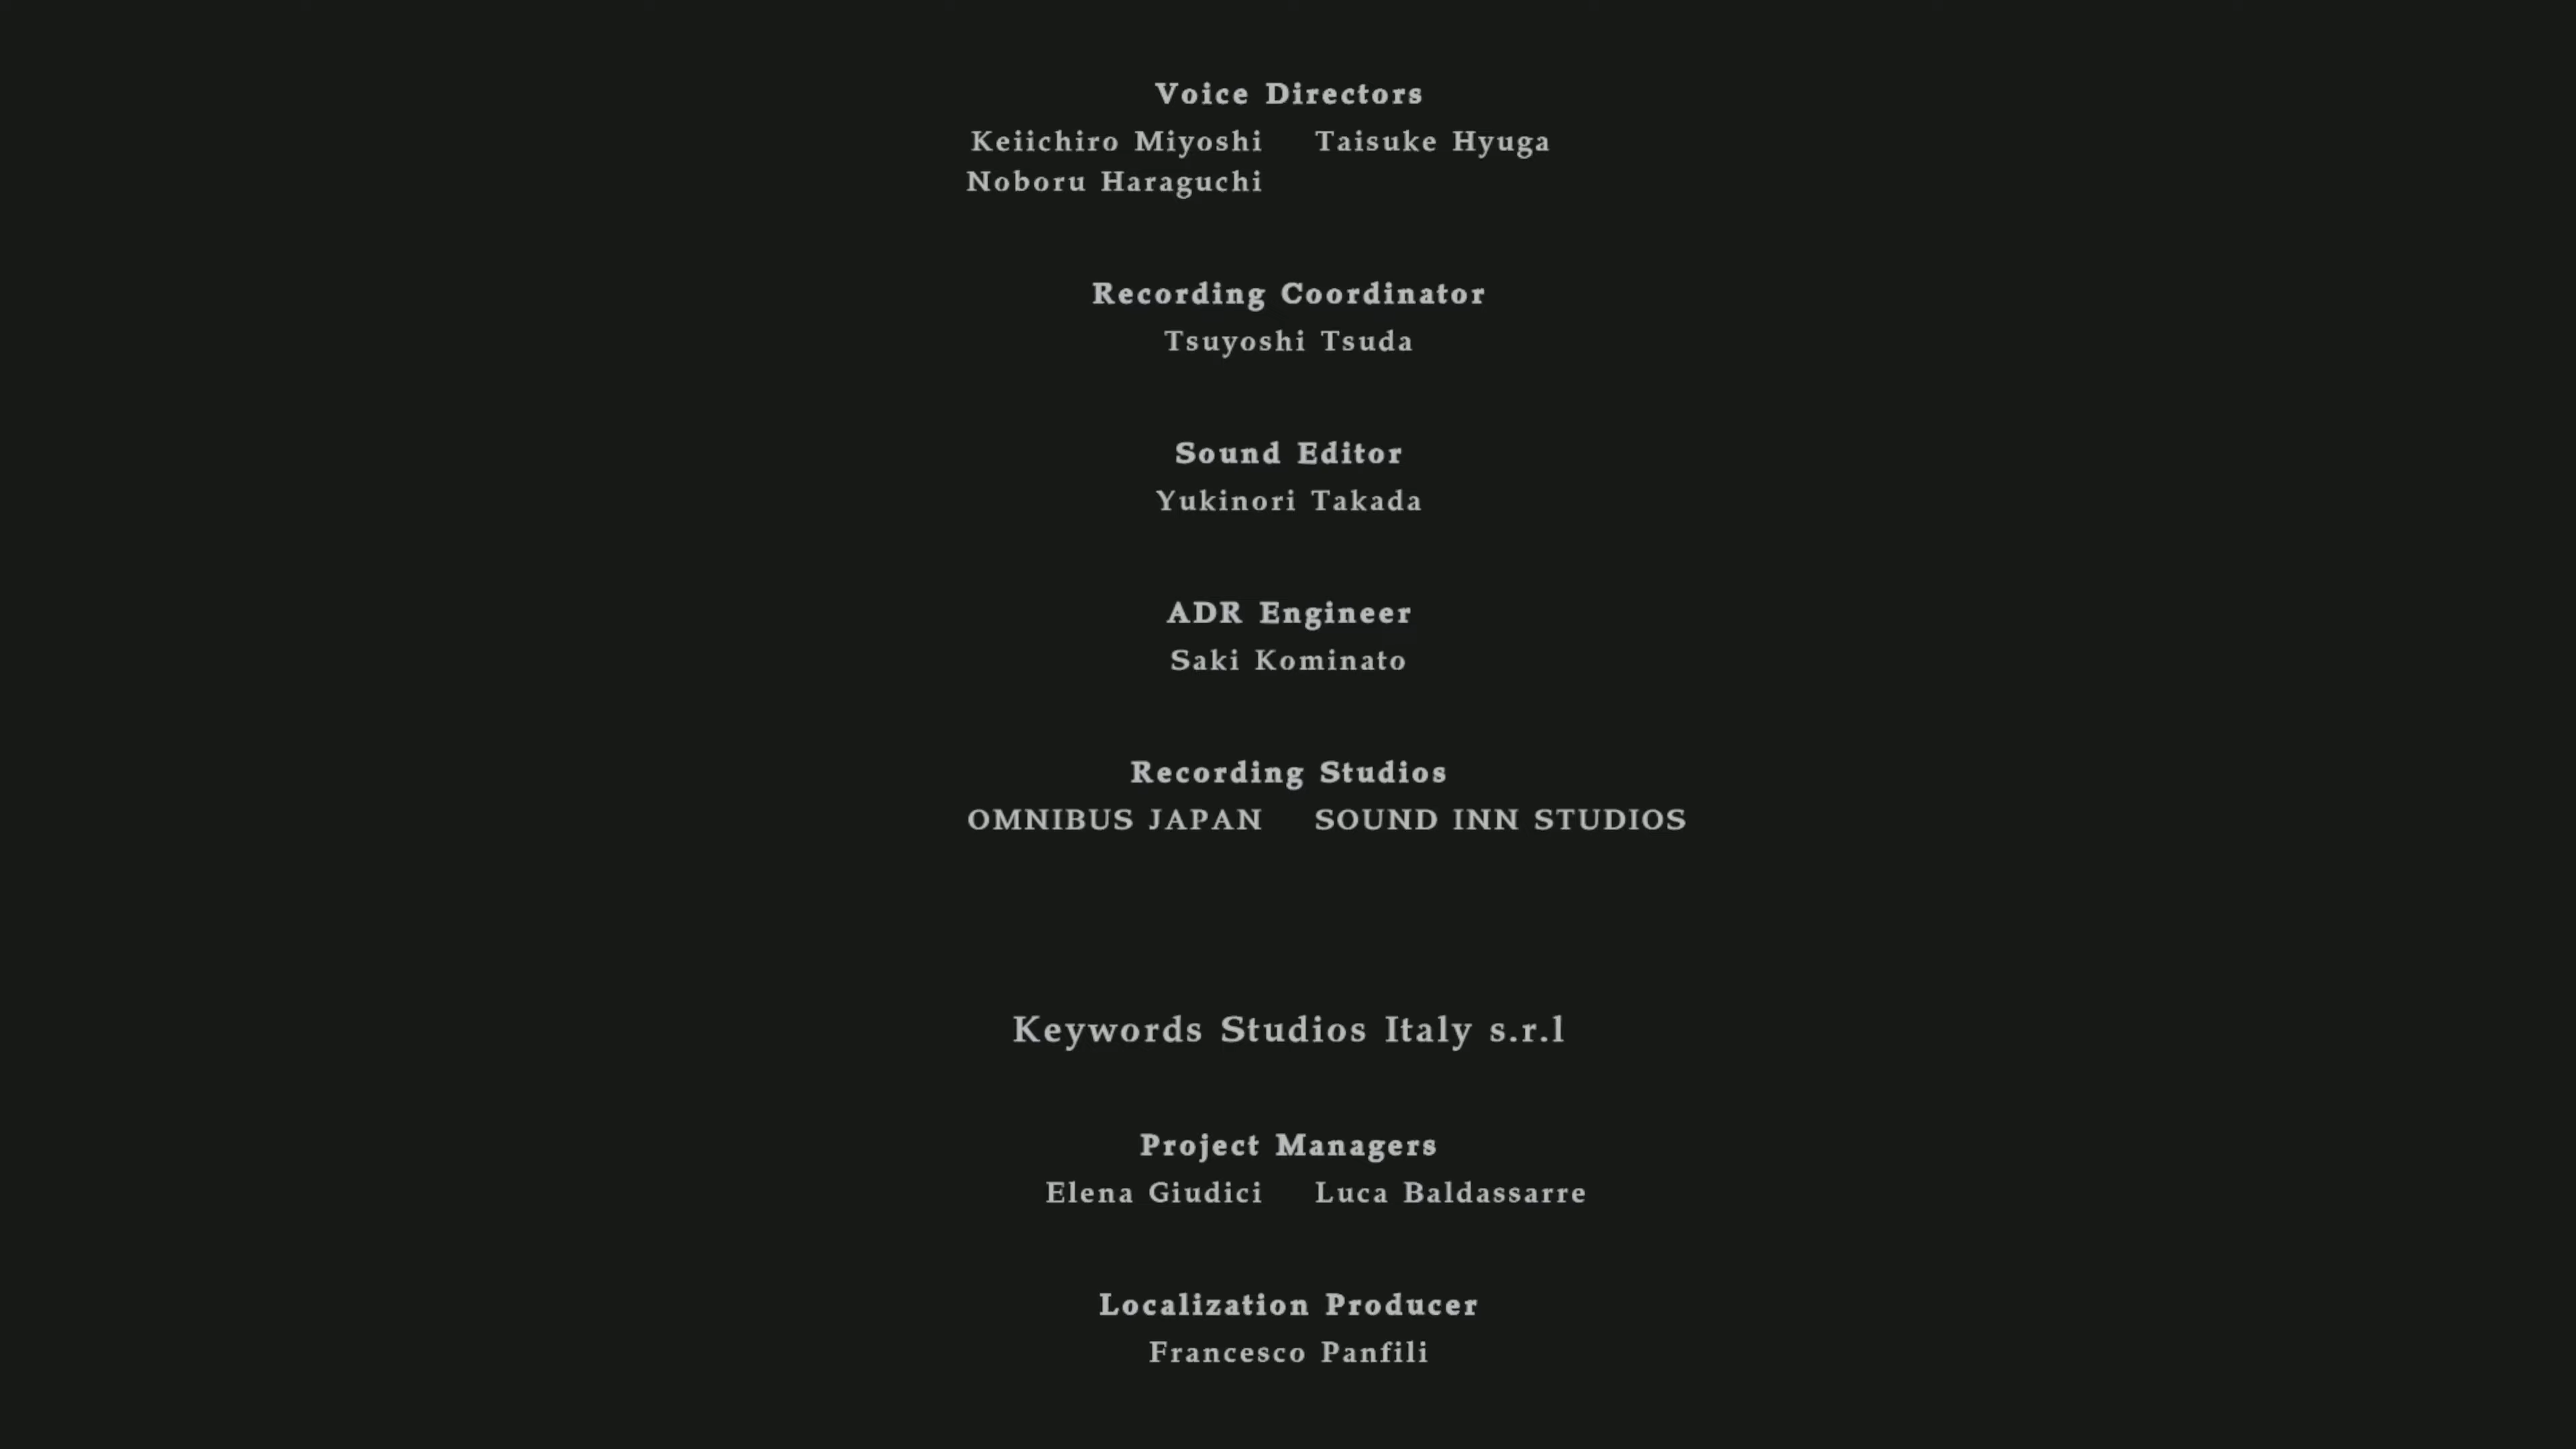 Voice Directors
Keiichiro Miyoshi Taisuke Hyuga
Noboru Haraguchi
Recording Coordinator
Tsuyoshi Tsuda
Sound Editor
Yukinori Takada
ADR Engineer
Saki Kominato
Recording Studios
OMNIBUS JAPAN SOUND INN STUDIOS
Keywords Studios Italy s.r.l
Project Managers
Elena Giudici Luca Baldassarre
Localization Producer
Francesco Panfili